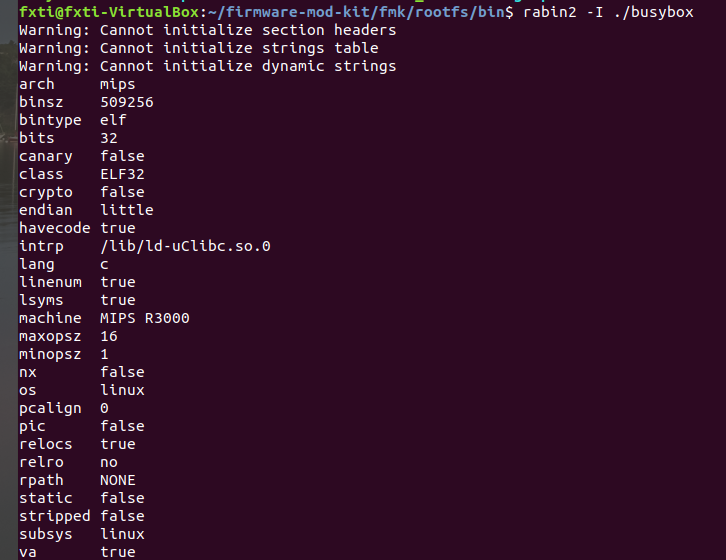 fxti@fxti-VirtualBox:~/firmware-mod-kit/fmk/rootfs/bin$ rabin2 -I ./busybox
Warning: Cannot initialize section headers
Warning: Cannot initialize strings table
Warning: Cannot initialize dynamic strings
arch     mips
binsz    509256
bintype  elf
bits     32
canary   false
class    ELF32
crypto   false
endian   little
havecode true
intrp    /lib/ld-uClibc.so.0
lang     c
linenum  true
lsyms    true
machine  MIPS R3000
maxopsz  16
minopsz  1
nx       false
os       linux
pcalign  0
pic      false
relocs   true
relro    no
rpath    NONE
static   false
stripped false
subsys   linux
va       true